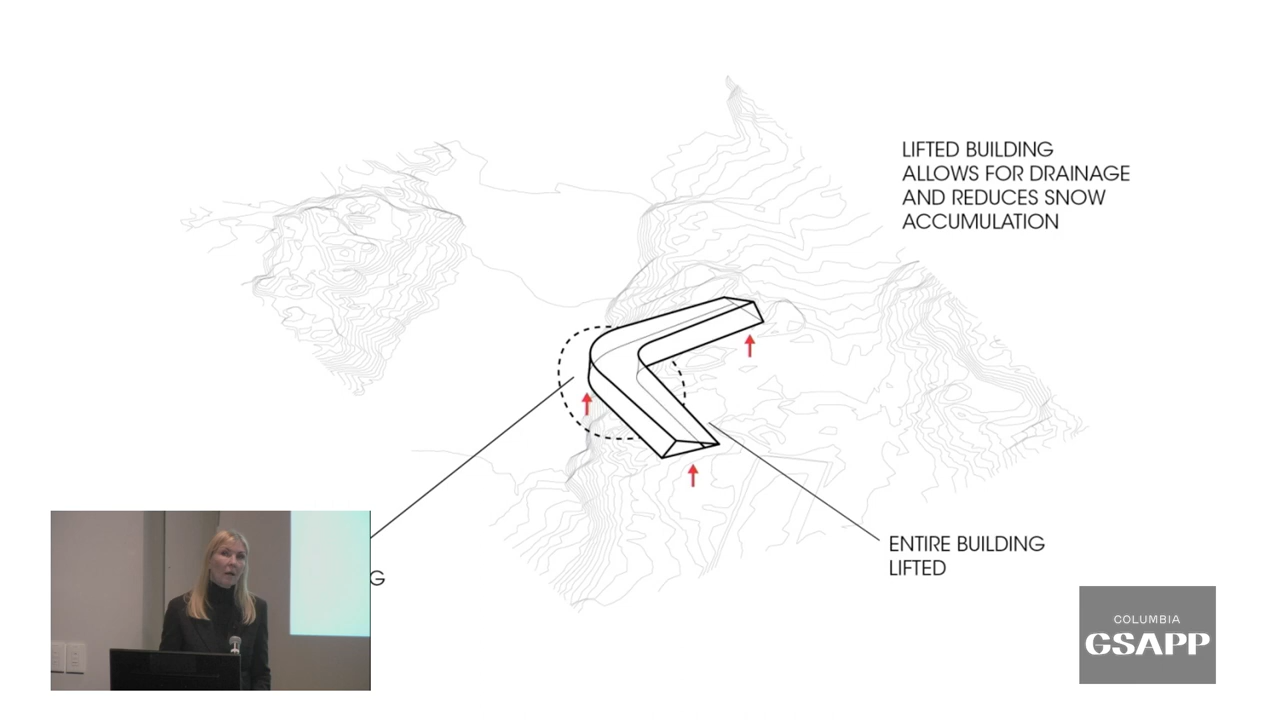 LIFTED BUILDING
ALLOWS FOR DRAINAGE
AND REDUCES SNOW
ACCUMULATION
ENTIRE BUILDING
LIFTED
G
COLUMBIA
GSAPP